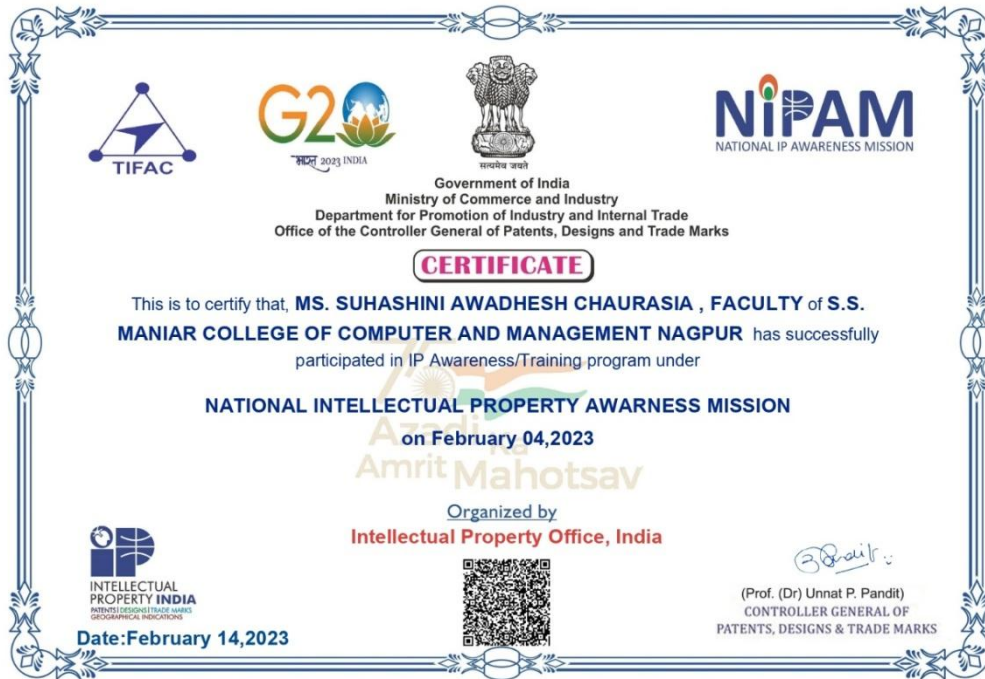 TIFAC
G20
भारत 2023 INDIA
सत्यमेव जयते
NiPAM
NATIONAL IP AWARENESS MISSION
Government of India
Ministry of Commerce and Industry
Department for Promotion of Industry and Internal Trade
Office of the Controller General of Patents, Designs and Trade Marks
CERTIFICATE
This is to certify that, MS. SUHASHINI AWADHESH CHAURASIA , FACULTY of S.S.
MANIAR COLLEGE OF COMPUTER AND MANAGEMENT NAGPUR has successfully
participated in IP Awareness/Training program under
75
NATIONAL INTELLECTUAL PROPERTY AWARNESS MISSION
on February 04,2023
Azadi Ka
Amrit Mahotsav
Organized by
Intellectual Property Office, India
iP
INTELLECTUAL
PROPERTY INDIA
PATENTS | DESIGNS | TRADE MARKS
GEOGRAPHICAL INDICATIONS
Date:February 14,2023
(Prof. (Dr) Unnat P. Pandit)
CONTROLLER GENERAL OF
PATENTS, DESIGNS & TRADE MARKS